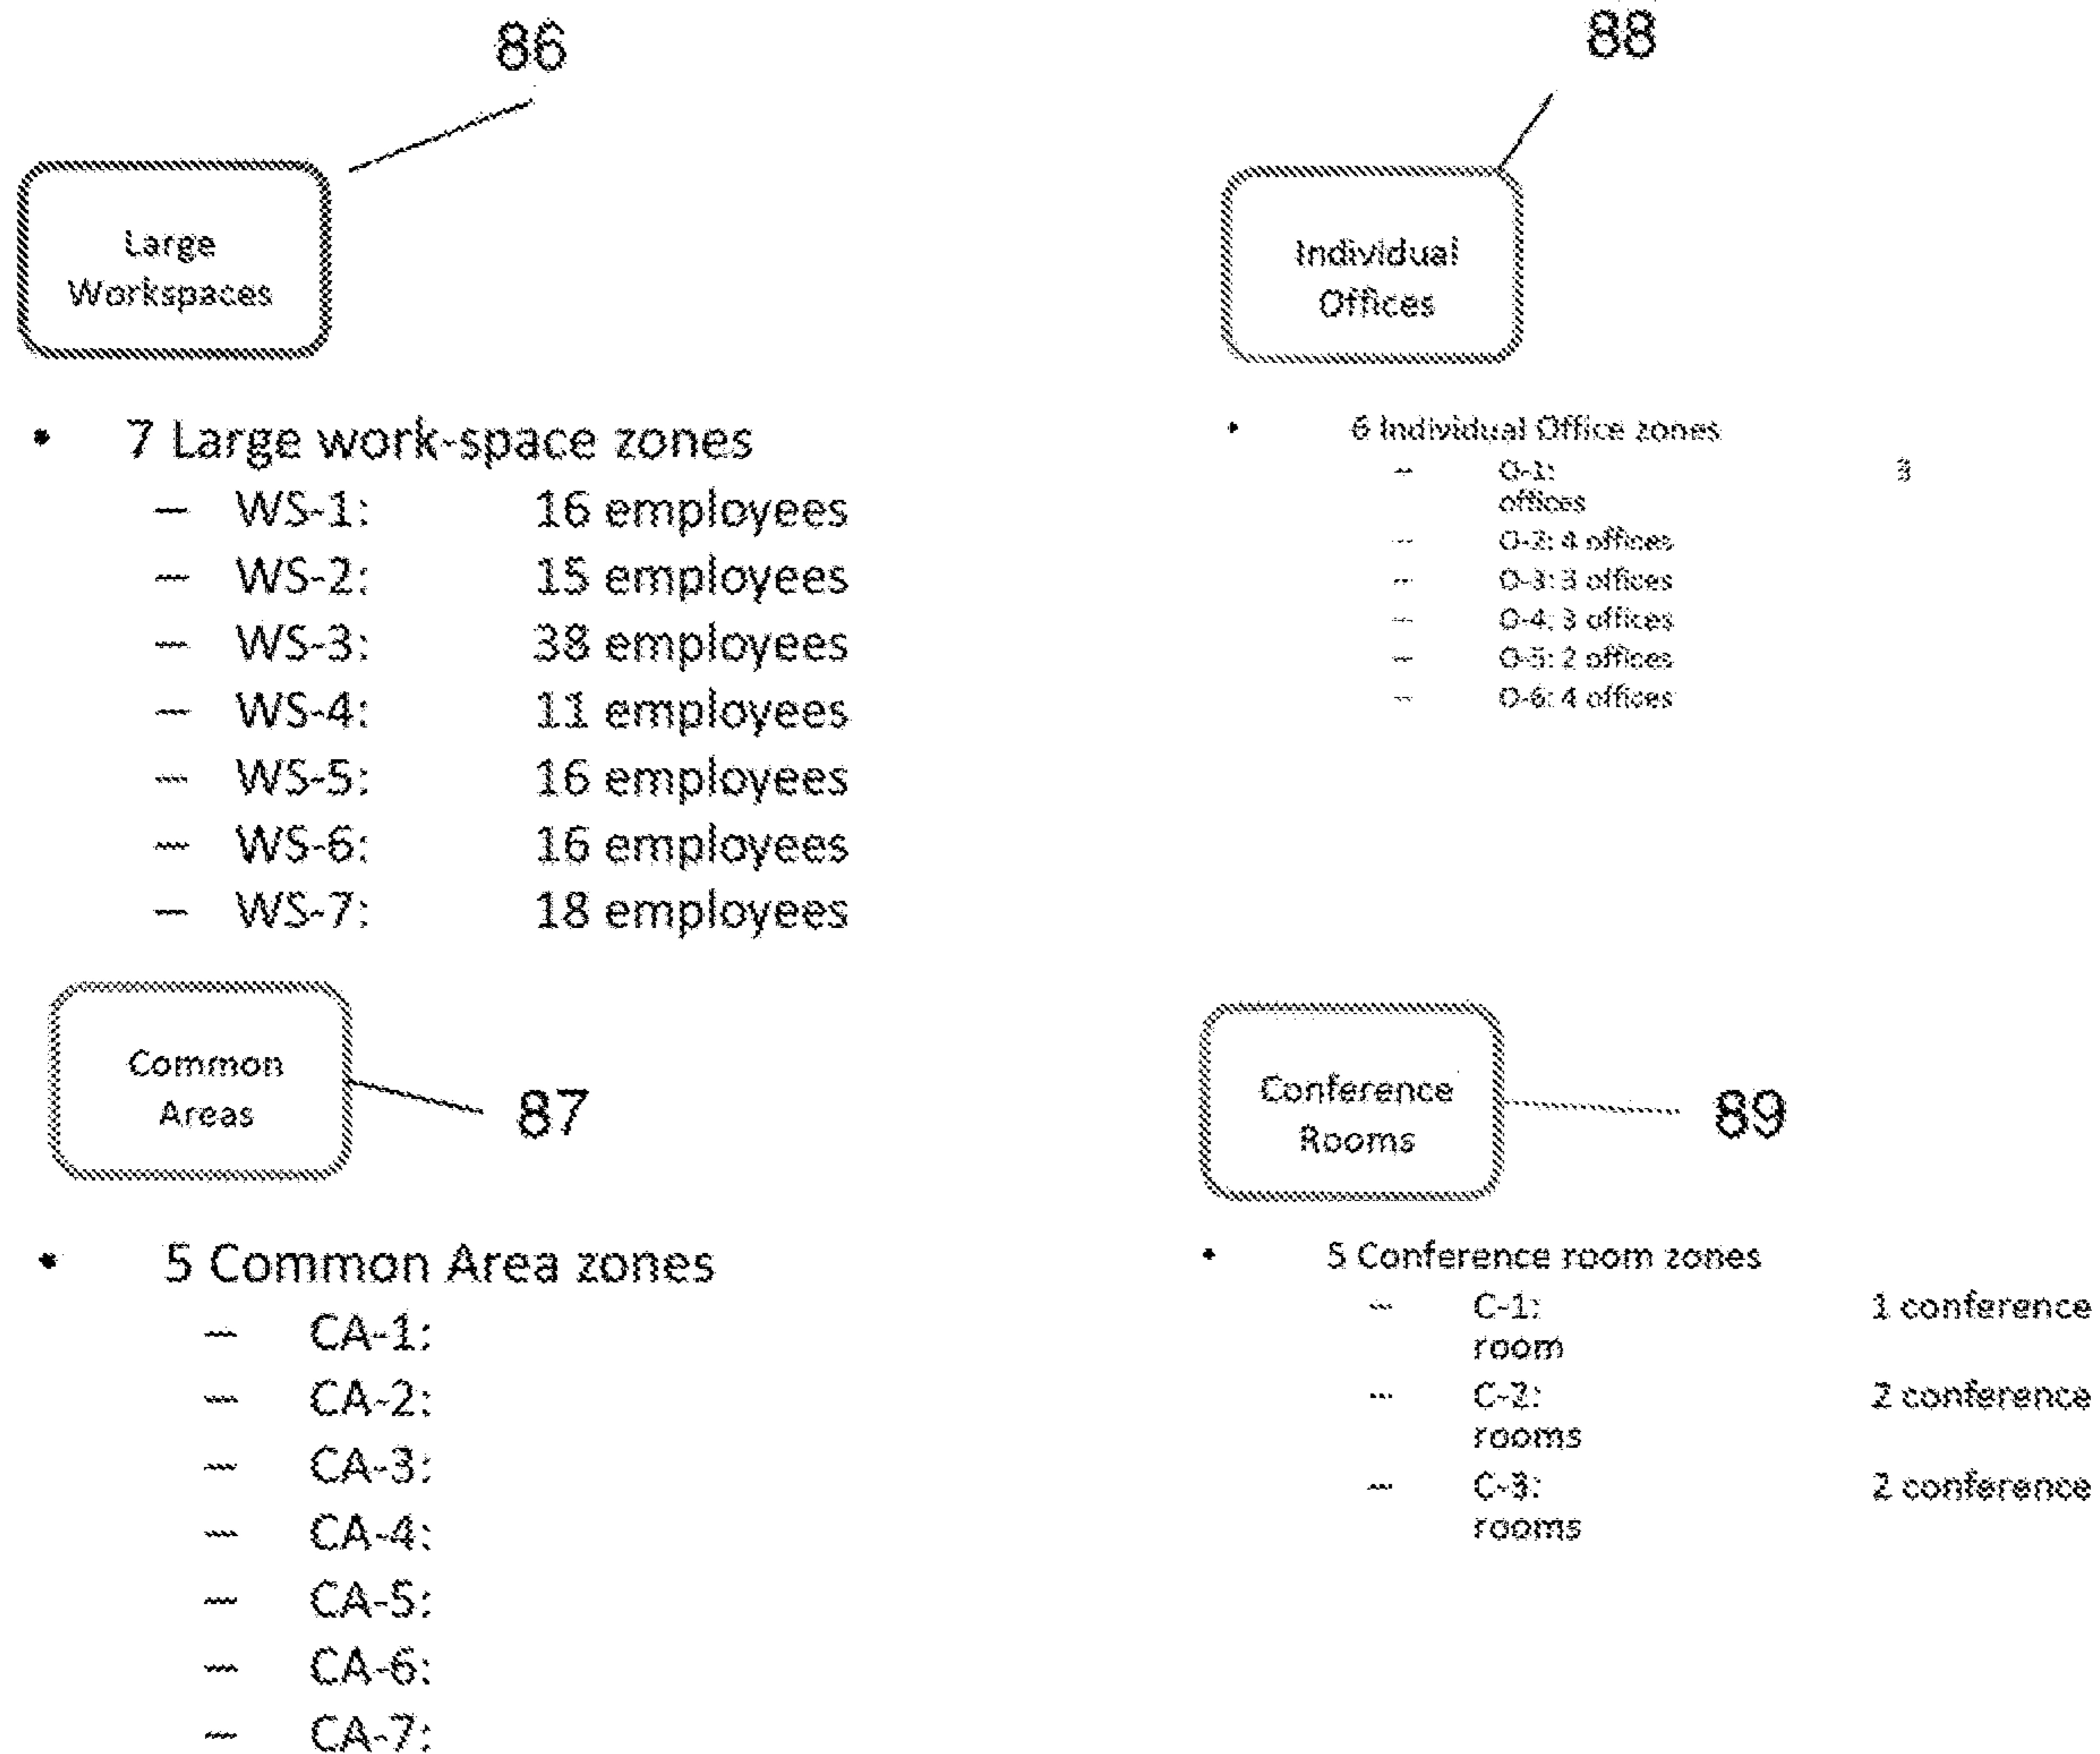 86
Large
Workspaces
• 7 Large work-space zones
– WS-1: 16 employees
– WS-2: 15 employees
– WS-3: 38 employees
– WS-4: 11 employees
– WS-5: 16 employees
– WS-6: 16 employees
– WS-7: 18 employees
88
Individual
Offices
• 6 Individual Office zones
– O-1: 3
offices
– O-2: 4 offices
– O-3: 3 offices
– O-4: 3 offices
– O-5: 2 offices
– O-6: 4 offices
Common
Areas
87
• 5 Common Area zones
– CA-1:
– CA-2:
– CA-3:
– CA-4:
– CA-5:
– CA-6:
– CA-7:
Conference
Rooms
89
• 5 Conference room zones
– C-1: 1 conference
room
– C-2: 2 conference
rooms
– C-3: 2 conference
rooms